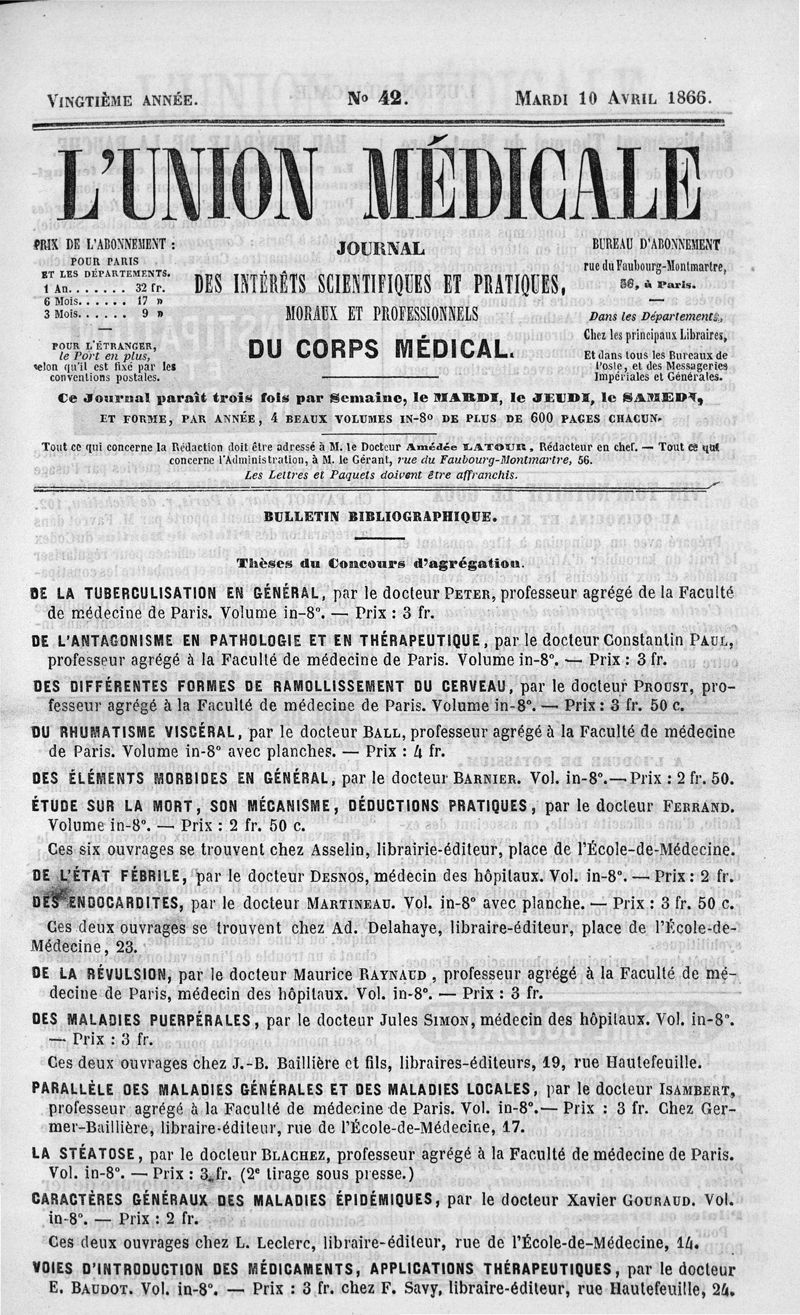 VINGTIÈME ANNÉE. No 42. MARDI 10 AVRIL 1866.
L'UNION MÉDICALE
PRIX DE L'ABONNEMENT :
POUR PARIS
ET LES DÉPARTEMENTS.
1 An....... 32 fr.
6 Mois...... 17 »
3 Mois...... 9 »
POUR L'ÉTRANGER,
le Port en plus,
selon qu'il est fixé par les
conventions postales.
JOURNAL
DES INTÉRÊTS SCIENTIFIQUES ET PRATIQUES,
MORAUX ET PROFESSIONNELS
DU CORPS MÉDICAL.
BUREAU D'ABONNEMENT
rue du Faubourg-Montmartre,
56, à Paris.
Dans les Départements,
Chez les principaux Libraires,
Et dans tous les Bureaux de
Poste, et des Messageries
Impériales et Générales.
Ce Journal paraît trois fois par Semaine, le MARDI, le JEUDI, le SAMEDI,
ET FORME, PAR ANNÉE, 4 BEAUX VOLUMES IN-8o DE PLUS DE 600 PAGES CHACUN.
Tout ce qui concerne la Rédaction doit être adressé à M. le Docteur Amédée LATOUR, Rédacteur en chef. — Tout ce qui
concerne l'Administration, à M. le Gérant, rue du Faubourg-Montmartre, 56.
Les Lettres et Paquets doivent être affranchis.
BULLETIN BIBLIOGRAPHIQUE.
Thèses du Concours d'agrégation.
DE LA TUBERCULISATION EN GÉNÉRAL, par le docteur PETER, professeur agrégé de la Faculté
de médecine de Paris. Volume in-8°. — Prix : 3 fr.
DE L'ANTAGONISME EN PATHOLOGIE ET EN THÉRAPEUTIQUE, par le docteur Constantin PAUL,
professeur agrégé à la Faculté de médecine de Paris. Volume in-8°. — Prix : 3 fr.
DES DIFFÉRENTES FORMES DE RAMOLLISSEMENT DU CERVEAU, par le docteur PROUST, pro-
fesseur agrégé à la Faculté de médecine de Paris. Volume in-8°. — Prix : 3 fr. 50 c.
DU RHUMATISME VISCÉRAL, par le docteur BALL, professeur agrégé à la Faculté de médecine
de Paris. Volume in-8° avec planches. — Prix : 4 fr.
DES ÉLÉMENTS MORBIDES EN GÉNÉRAL, par le docteur BARNIER. Vol. in-8°.— Prix : 2 fr. 50.
ÉTUDE SUR LA MORT, SON MÉCANISME, DÉDUCTIONS PRATIQUES, par le docteur FERRAND.
Volume in-8°. — Prix : 2 fr. 50 c.
Ces six ouvrages se trouvent chez Asselin, librairie-éditeur, place de l'École-de-Médecine.
DE L'ÉTAT FÉBRILE, par le docteur DESNOS, médecin des hôpitaux. Vol. in-8°. — Prix : 2 fr.
DES ENDOCARDITES, par le docteur MARTINEAU. Vol. in-8° avec planche. — Prix : 3 fr. 50 c.
Ces deux ouvrages se trouvent chez Ad. Delahaye, libraire-éditeur, place de l'École-de-
Médecine, 23.
DE LA RÉVULSION, par le docteur Maurice RAYNAUD, professeur agrégé à la Faculté de mé-
decine de Paris, médecin des hôpitaux. Vol. in-8°. — Prix : 3 fr.
DES MALADIES PUERPÉRALES, par le docteur Jules SIMON, médecin des hôpitaux. Vol. in-8°.
— Prix : 3 fr.
Ces deux ouvrages chez J.-B. Baillière et fils, libraires-éditeurs, 19, rue Hautefeuille.
PARALLÈLE DES MALADIES GÉNÉRALES ET DES MALADIES LOCALES, par le docteur ISAMBERT,
professeur agrégé à la Faculté de médecine de Paris. Vol. in-8°.— Prix : 3 fr. Chez Ger-
mer-Baillière, libraire-éditeur, rue de l'École-de-Médecine, 17.
LA STÉATOSE, par le docteur BLACHEZ, professeur agrégé à la Faculté de médecine de Paris.
Vol. in-8°. — Prix : 3 fr. (2e tirage sous presse.)
CARACTÈRES GÉNÉRAUX DES MALADIES ÉPIDÉMIQUES, par le docteur Xavier GOURAUD. Vol.
in-8°. — Prix : 2 fr.
Ces deux ouvrages chez L. Leclerc, libraire-éditeur, rue de l'École-de-Médecine, 14.
VOIES D'INTRODUCTION DES MÉDICAMENTS, APPLICATIONS THÉRAPEUTIQUES, par le docteur
E. BAUDOT. Vol. in-8°. — Prix : 3 fr. chez F. Savy, libraire-éditeur, rue Hautefeuille, 24.